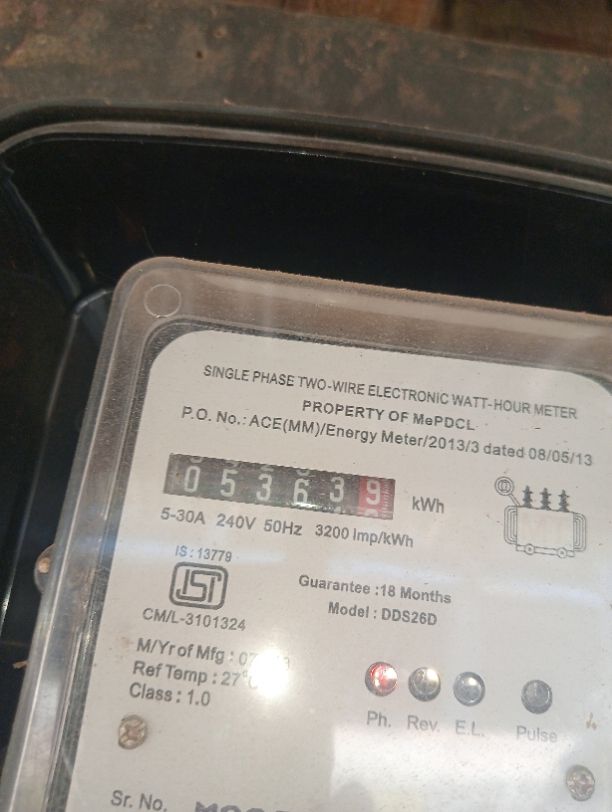 SINGLE PHASE TWO-WIRE ELECTRONIC WATT-HOUR METER
PROPERTY OF MePDCL
P.O. No.: ACE(MM)/Energy Meter/2013/3 dated 08/05/13
053639 kWh
5-30A 240V 50Hz 3200 Imp/kWh
IS : 13779
ISI
CM/L-3101324
Guarantee :18 Months
Model : DDS26D
M/Yr of Mfg :
Ref Temp : 27°
Class : 1.0
Ph. Rev. E.L. Pulse
Sr. No.